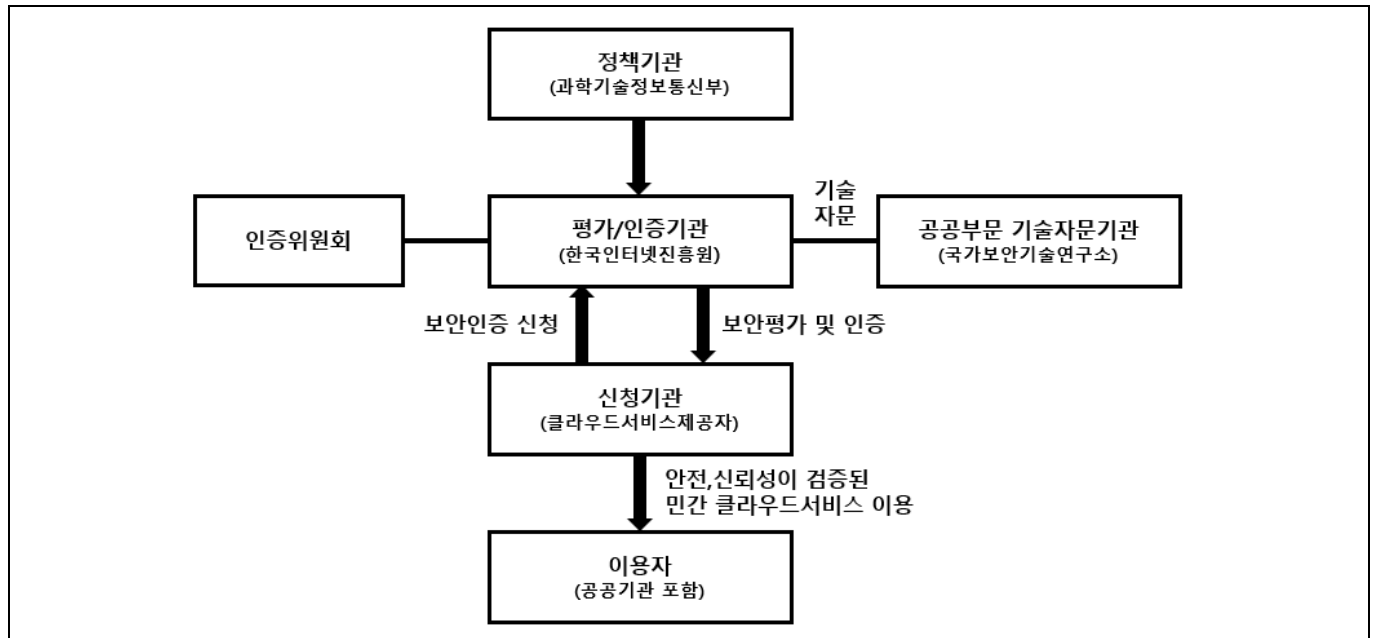 정책기관
(과학기술정보통신부)
기술
자문
인증위원회
평가/인증기관
(한국인터넷진흥원)
공공부문 기술자문기관
(국가보안기술연구소)
보안인증 신청
보안평가 및 인증
신청기관
(클라우드서비스제공자)
안전,신뢰성이 검증된
민간 클라우드서비스 이용
이용자
(공공기관 포함)